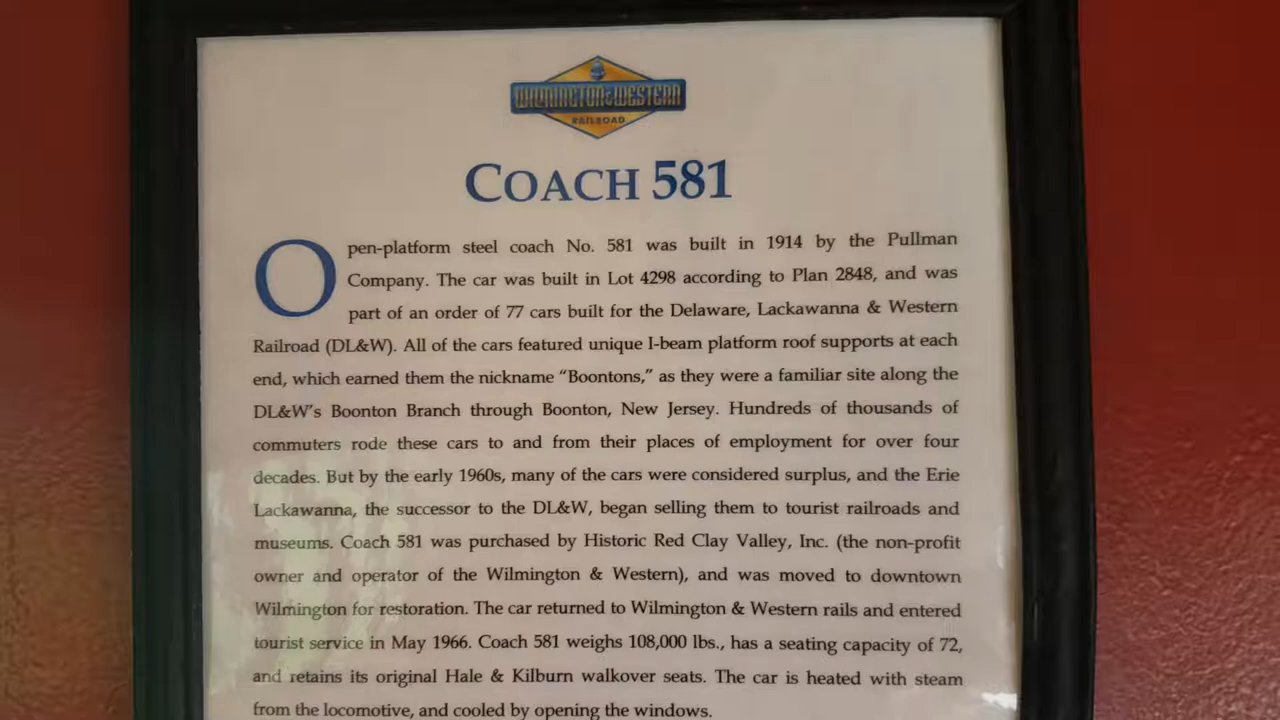 WILMINGTON & WESTERN
RAILROAD
COACH 581
Open-platform steel coach No. 581 was built in 1914 by the Pullman
Company. The car was built in Lot 4298 according to Plan 2848, and was
part of an order of 77 cars built for the Delaware, Lackawanna & Western
Railroad (DL&W). All of the cars featured unique I-beam platform roof supports at each
end, which earned them the nickname “Boontons,” as they were a familiar site along the
DL&W’s Boonton Branch through Boonton, New Jersey. Hundreds of thousands of
commuters rode these cars to and from their places of employment for over four
decades. But by the early 1960s, many of the cars were considered surplus, and the Erie
Lackawanna, the successor to the DL&W, began selling them to tourist railroads and
museums. Coach 581 was purchased by Historic Red Clay Valley, Inc. (the non-profit
owner and operator of the Wilmington & Western), and was moved to downtown
Wilmington for restoration. The car returned to Wilmington & Western rails and entered
tourist service in May 1966. Coach 581 weighs 108,000 lbs., has a seating capacity of 72,
and retains its original Hale & Kilburn walkover seats. The car is heated with steam
from the locomotive, and cooled by opening the windows.